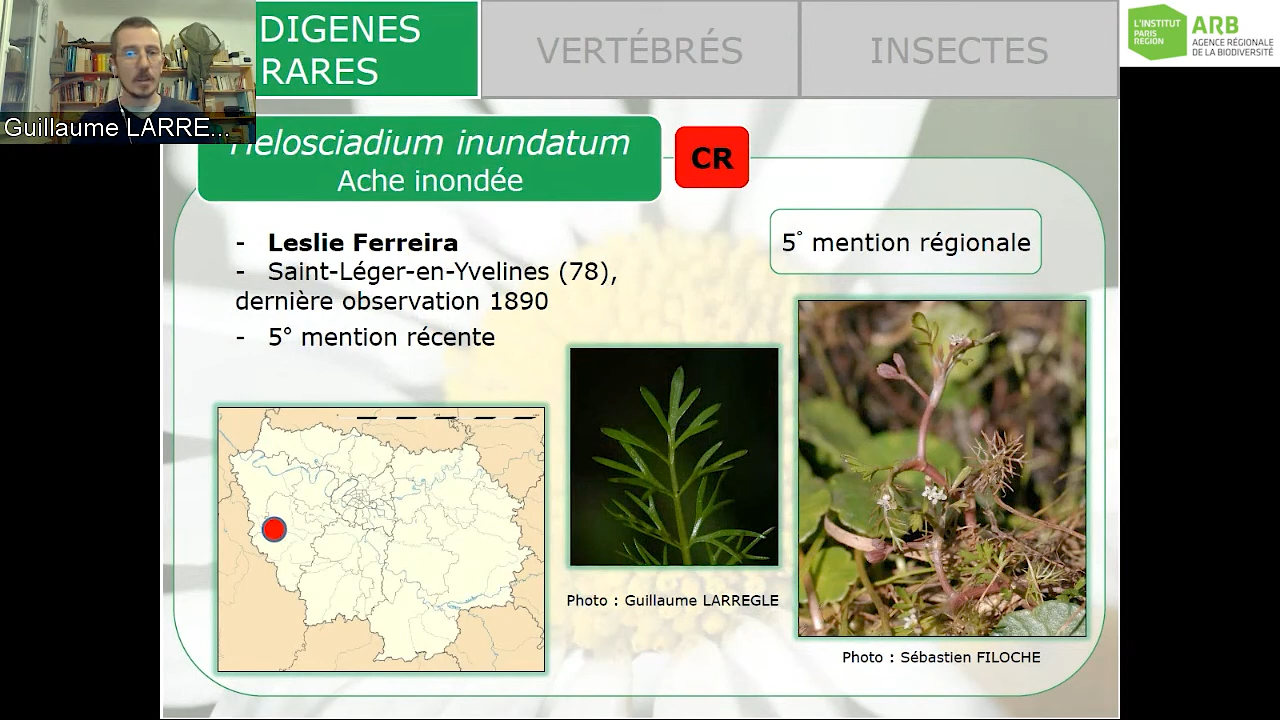 DIGENES
RARES
VERTÉBRÉS
INSECTES
L'INSTITUT
PARIS
REGION
ARB
AGENCE RÉGIONALE
DE LA BIODIVERSITÉ
Guillaume LARRE...
Helosciadium inundatum
Ache inondée
CR
- Leslie Ferreira
- Saint-Léger-en-Yvelines (78),
dernière observation 1890
- 5° mention récente
5° mention régionale
Photo : Guillaume LARREGLE
Photo : Sébastien FILOCHE